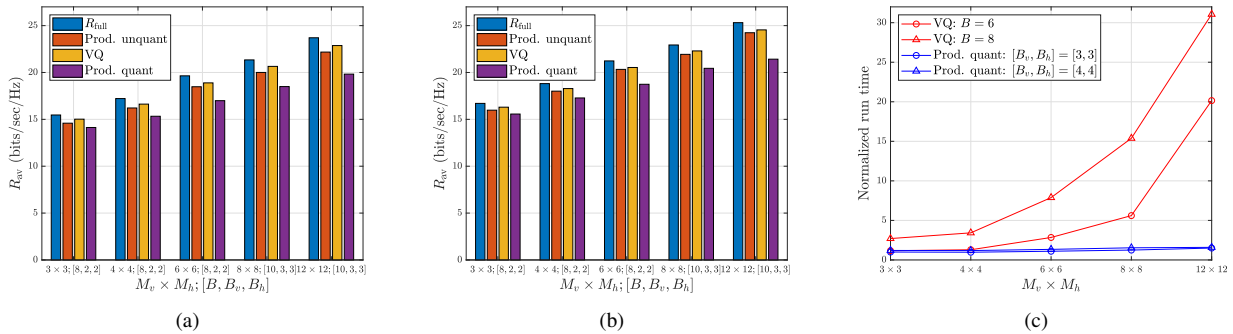 R_av (bits/sec/Hz)
25
20
15
10
5
0
R_full
Prod. unquant
VQ
Prod. quant
3 × 3; [8, 2, 2]
4 × 4; [8, 2, 2]
6 × 6; [8, 2, 2]
8 × 8; [10, 3, 3]
12 × 12; [10, 3, 3]
M_v × M_h; [B, B_v, B_h]
(a)
R_av (bits/sec/Hz)
25
20
15
10
5
0
R_full
Prod. unquant
VQ
Prod. quant
3 × 3; [8, 2, 2]
4 × 4; [8, 2, 2]
6 × 6; [8, 2, 2]
8 × 8; [10, 3, 3]
12 × 12; [10, 3, 3]
M_v × M_h; [B, B_v, B_h]
(b)
Normalized run time
30
25
20
15
10
5
0
VQ: B = 6
VQ: B = 8
Prod. quant: [B_v, B_h] = [3, 3]
Prod. quant: [B_v, B_h] = [4, 4]
3 × 3
4 × 4
6 × 6
8 × 8
12 × 12
M_v × M_h
(c)